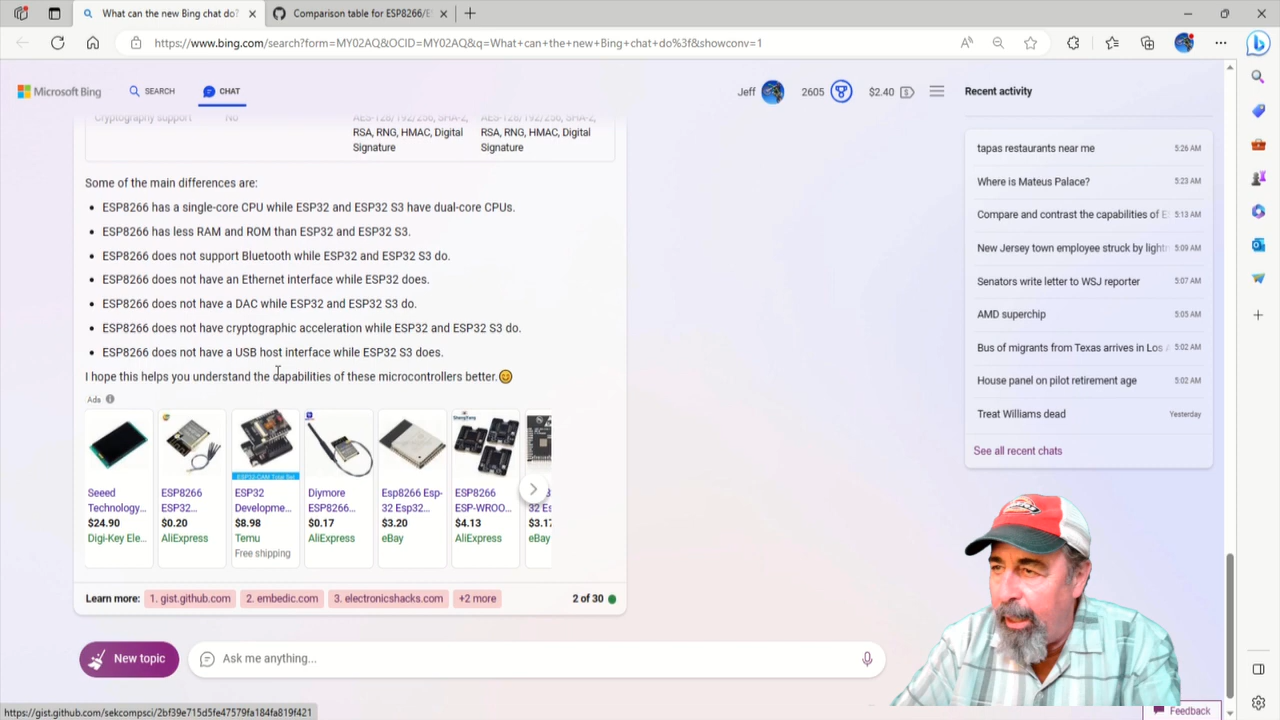 What can the new Bing chat do?
Comparison table for ESP8266/E
https://www.bing.com/search?form=MY02AQ&OCID=MY02AQ&q=What+can+the+new+Bing+chat+do%3f&showconv=1
Microsoft Bing
SEARCH
CHAT
Jeff
2605
$2.40
Recent activity
Cryptography support No
AES-128/192/256, SHA-2, RSA, RNG, HMAC, Digital Signature
AES-128/192/256, SHA-2, RSA, RNG, HMAC, Digital Signature
Some of the main differences are:
• ESP8266 has a single-core CPU while ESP32 and ESP32 S3 have dual-core CPUs.
• ESP8266 has less RAM and ROM than ESP32 and ESP32 S3.
• ESP8266 does not support Bluetooth while ESP32 and ESP32 S3 do.
• ESP8266 does not have an Ethernet interface while ESP32 does.
• ESP8266 does not have a DAC while ESP32 and ESP32 S3 do.
• ESP8266 does not have cryptographic acceleration while ESP32 and ESP32 S3 do.
• ESP8266 does not have a USB host interface while ESP32 S3 does.
I hope this helps you understand the capabilities of these microcontrollers better.😊
Ads
ESP32-CAM Total Set
Seeed Technology...
$24.90
Digi-Key Ele...
ESP8266 ESP32...
$0.20
AliExpress
ESP32 Developme...
$8.98
Temu
Free shipping
Diymore ESP8266...
$0.17
AliExpress
Esp8266 Esp-32 Esp32...
$3.20
eBay
ESP8266 ESP-WROO...
$4.13
AliExpress
$3.17
eBay
Learn more: 1. gist.github.com 2. embedic.com 3. electronicshacks.com +2 more 2 of 30
New topic
Ask me anything...
tapas restaurants near me 5:26 AM
Where is Mateus Palace? 5:23 AM
Compare and contrast the capabilities of E 5:13 AM
New Jersey town employee struck by lightn 5:09 AM
Senators write letter to WSJ reporter 5:07 AM
AMD superchip 5:05 AM
Bus of migrants from Texas arrives in Los 5:02 AM
House panel on pilot retirement age 5:02 AM
Treat Williams dead Yesterday
See all recent chats
Feedback
https://gist.github.com/sekcompsci/2bf39e715d5fe47579fa184fa819f421